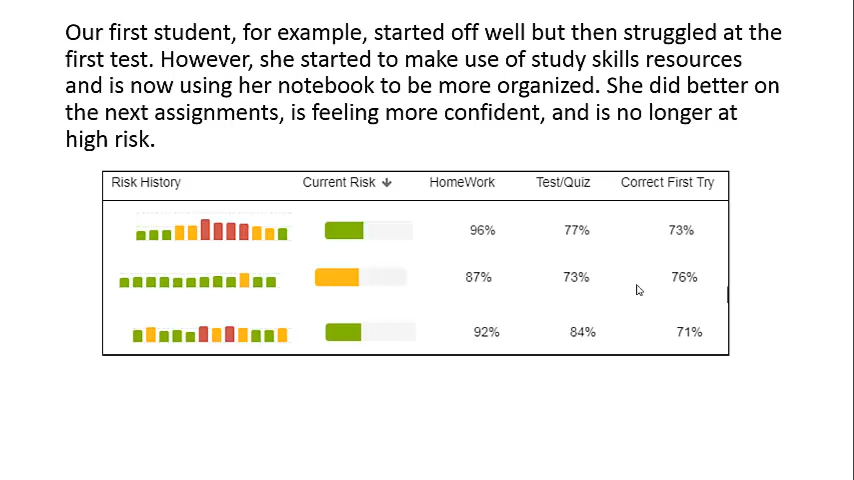 Our first student, for example, started off well but then struggled at the
first test. However, she started to make use of study skills resources
and is now using her notebook to be more organized. She did better on
the next assignments, is feeling more confident, and is no longer at
high risk.
Risk History Current Risk HomeWork Test/Quiz Correct First Try
96% 77% 73%
87% 73% 76%
92% 84% 71%